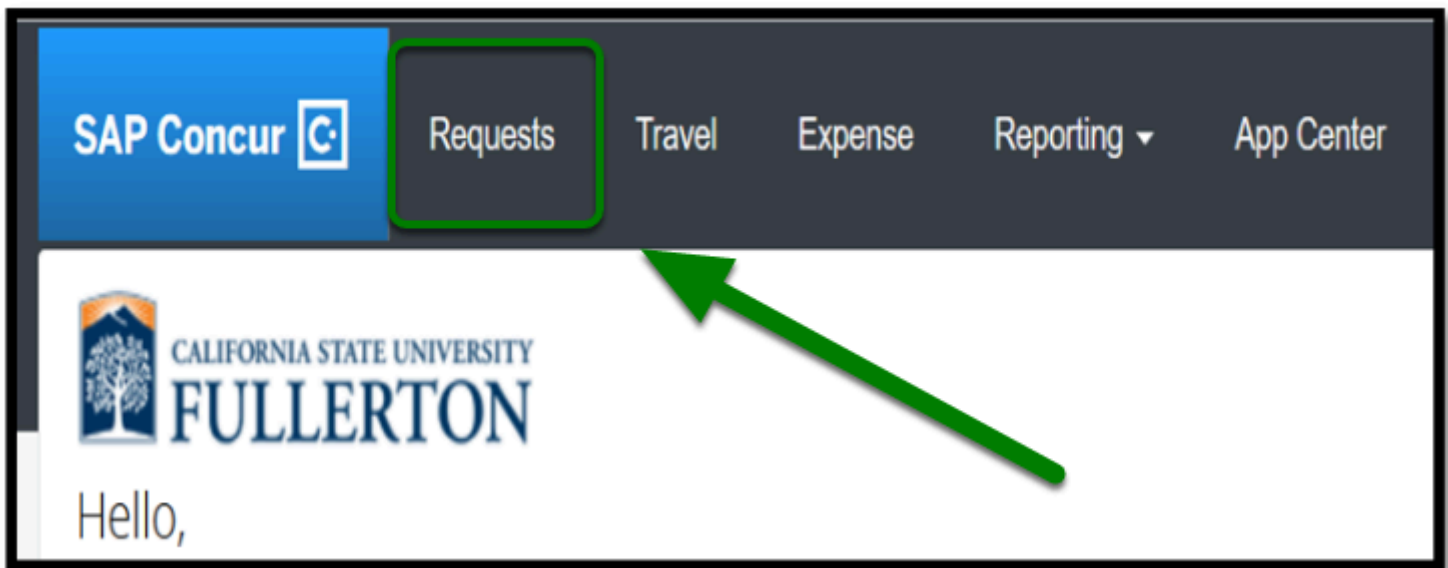 SAP Concur C Requests Travel Expense Reporting App Center
CALIFORNIA STATE UNIVERSITY
FULLERTON
Hello,